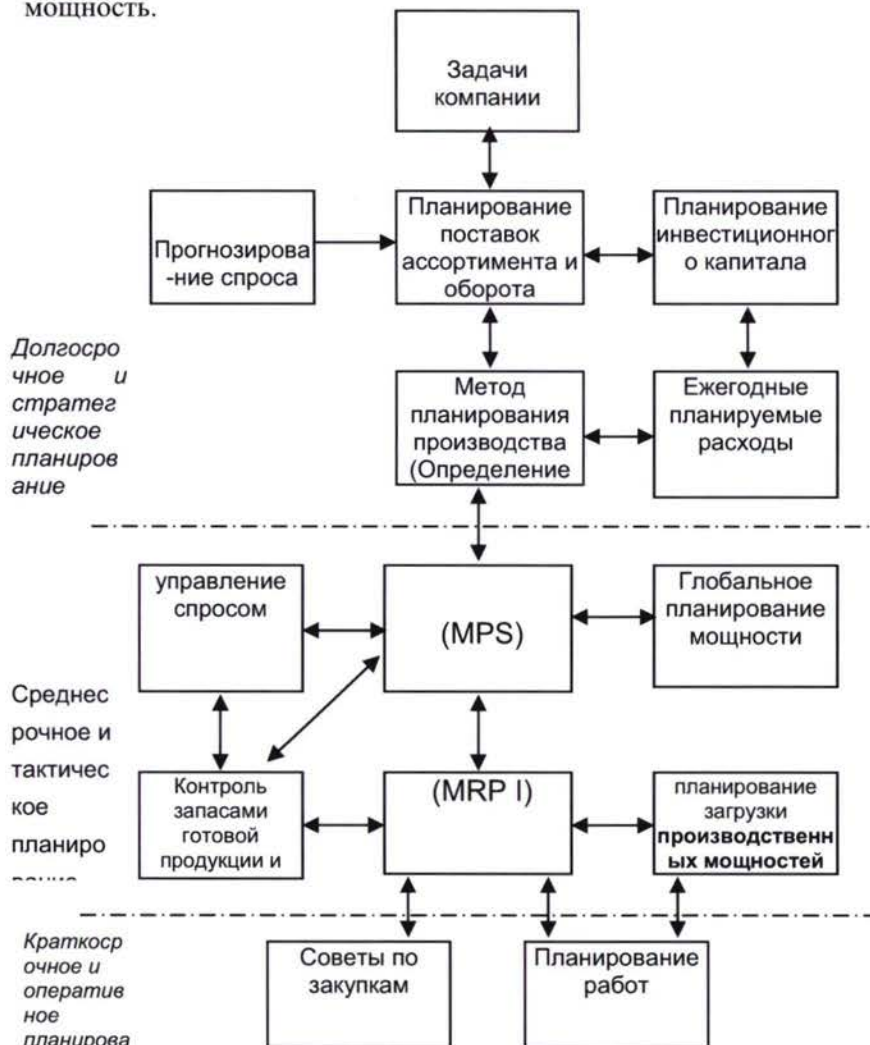 мощность.
Задачи
компании
Прогнозирова
-ние спроса
Планирование
поставок
ассортимента и
оборота
Планирование
инвестиционног
о капитала
Долгосро
чное и
стратег
ическое
планиров
ание
Метод
планирования
производства
(Определение
Ежегодные
планируемые
расходы
управление
спросом
(MPS)
Глобальное
планирование
мощности
Среднес
рочное и
тактичес
кое
планиро
вание
Контроль
запасами
готовой
продукции и
(MRP I)
планирование
загрузки
производственн
ых мощностей
Краткоср
очное и
оператив
ное
планирова
Советы по
закупкам
Планирование
работ